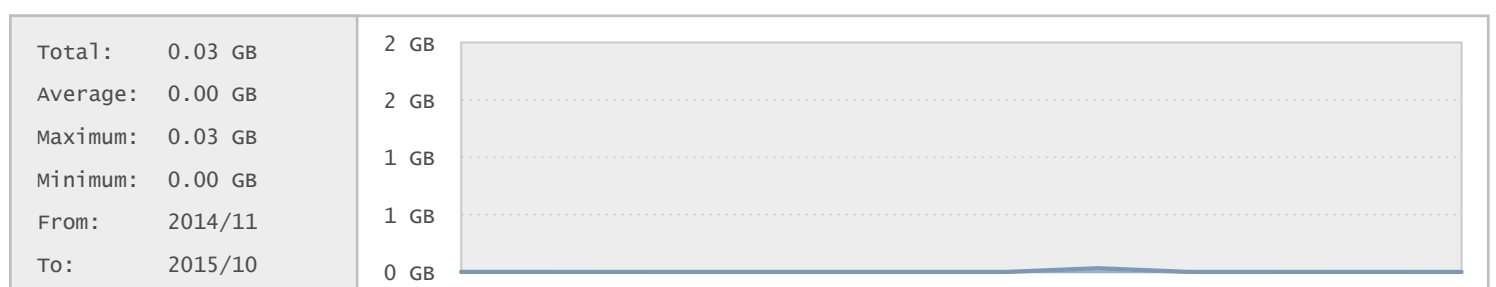 Total: 0.03 GB
Average: 0.00 GB
Maximum: 0.03 GB
Minimum: 0.00 GB
From: 2014/11
To: 2015/10
2 GB
2 GB
1 GB
1 GB
0 GB